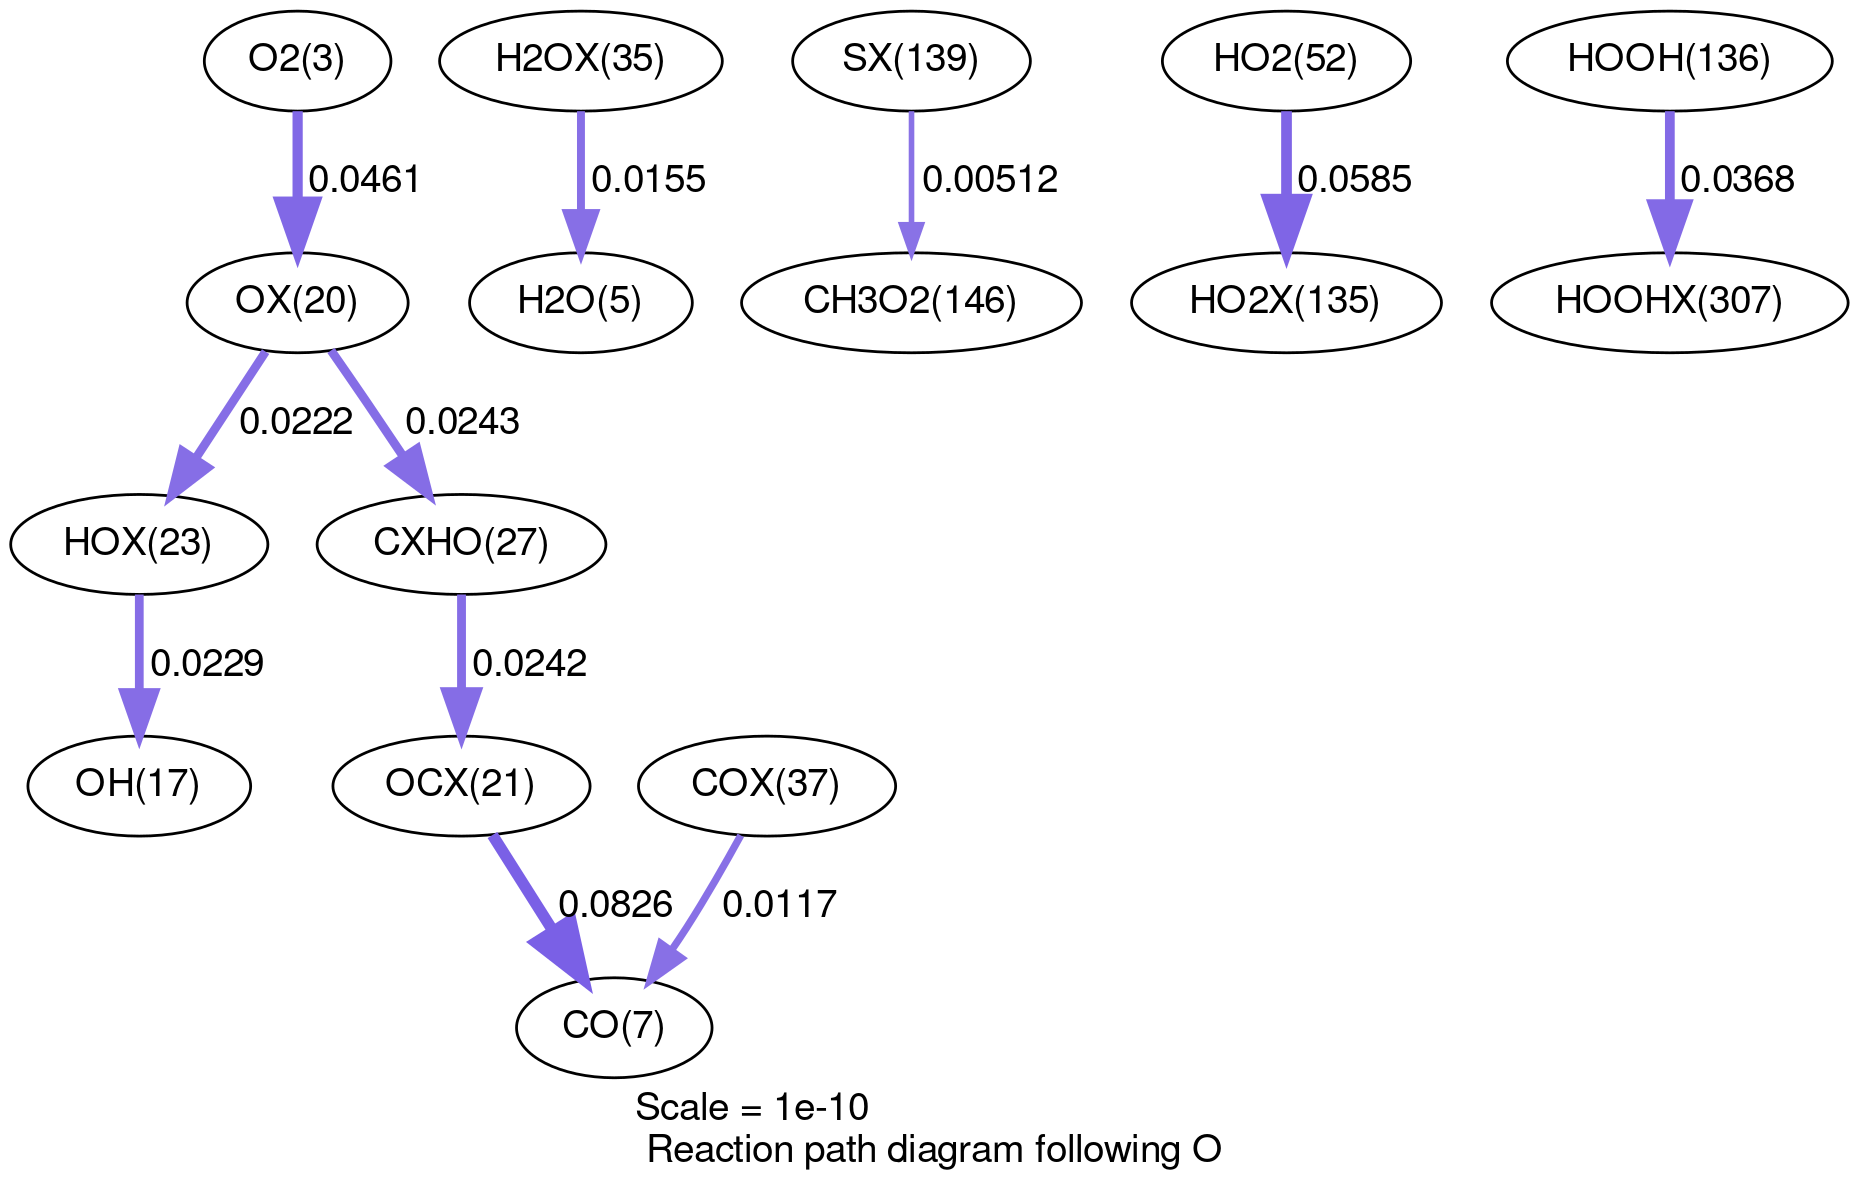 O2(3)
H2OX(35)
SX(139)
HO2(52)
HOOH(136)
0.0461
0.0155
0.00512
0.0585
0.0368
OX(20)
H2O(5)
CH3O2(146)
HO2X(135)
HOOHX(307)
0.0222
0.0243
HOX(23)
CXHO(27)
0.0229
0.0242
OH(17)
OCX(21)
COX(37)
0.0826
0.0117
CO(7)
Scale = 1e-10
Reaction path diagram following O